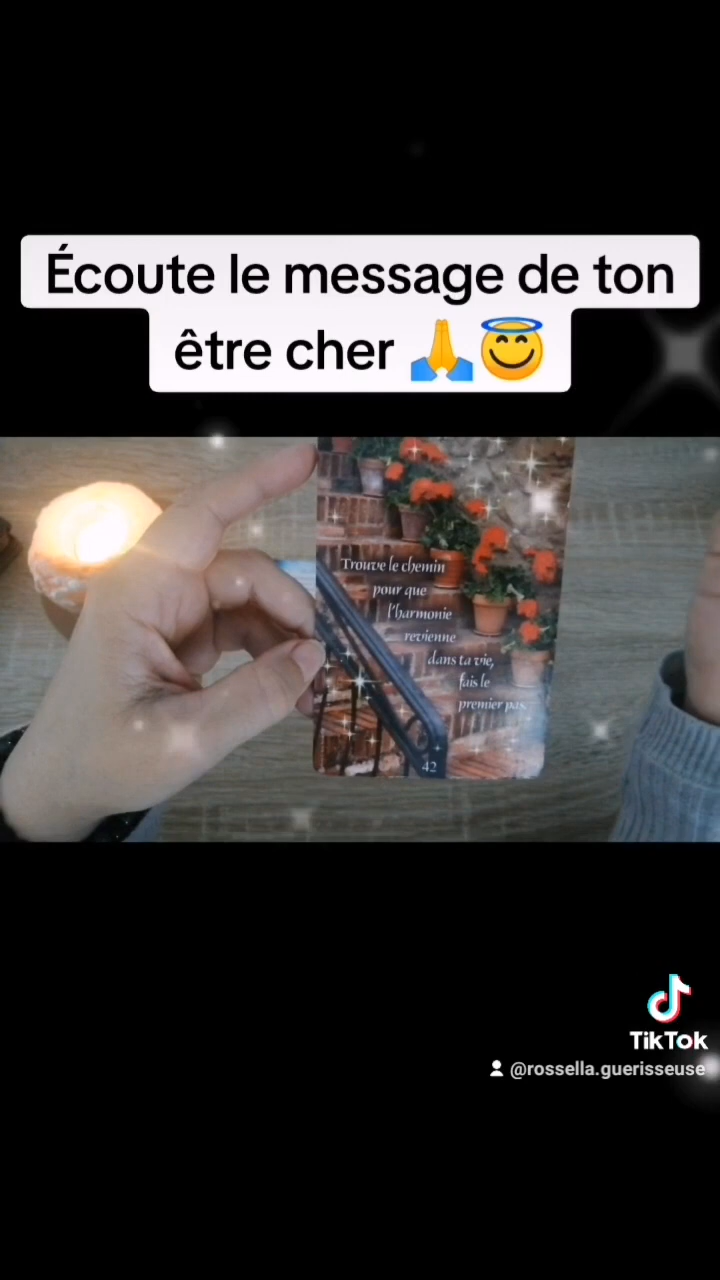 Écoute le message de ton
être cher 🙏😇
Trouve le chemin
pour que
l'harmonie
revienne
dans ta vie,
fais le
premier pas.
42
TikTok
@rossella.guerisseuse